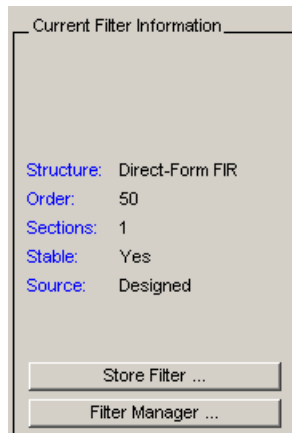 Current Filter Information
Structure: Direct-Form FIR
Order: 50
Sections: 1
Stable: Yes
Source: Designed
Store Filter ...
Filter Manager ...